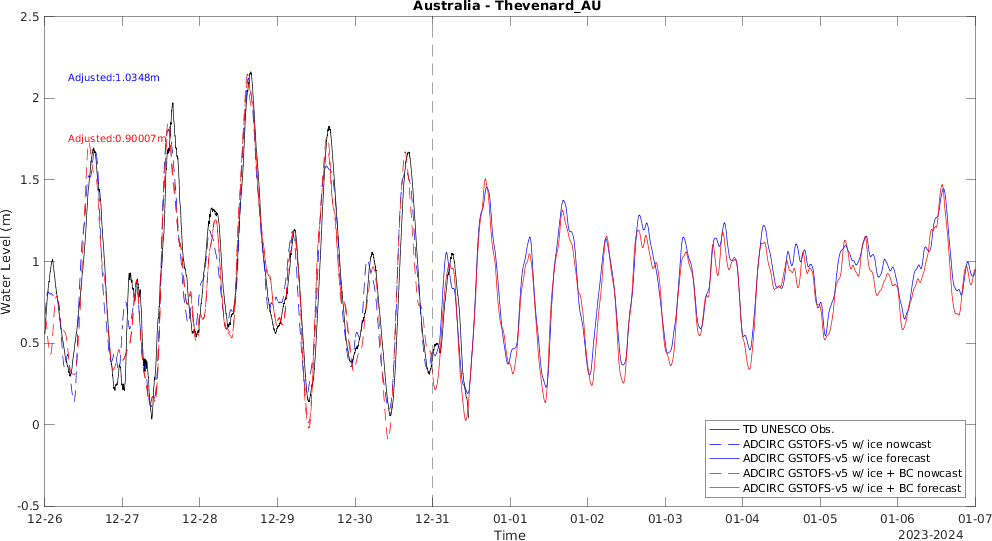 Australia - Thevenard_AU
2.5
2
1.5
1
0.5
0
-0.5
Water Level (m)
Adjusted:1.0348m
Adjusted:0.90007m
TD UNESCO Obs.
ADCIRC GSTOFS-v5 w/ ice nowcast
ADCIRC GSTOFS-v5 w/ ice forecast
ADCIRC GSTOFS-v5 w/ ice + BC nowcast
ADCIRC GSTOFS-v5 w/ ice + BC forecast
12-26 12-27 12-28 12-29 12-30 12-31 01-01 01-02 01-03 01-04 01-05 01-06 01-07
Time
2023-2024